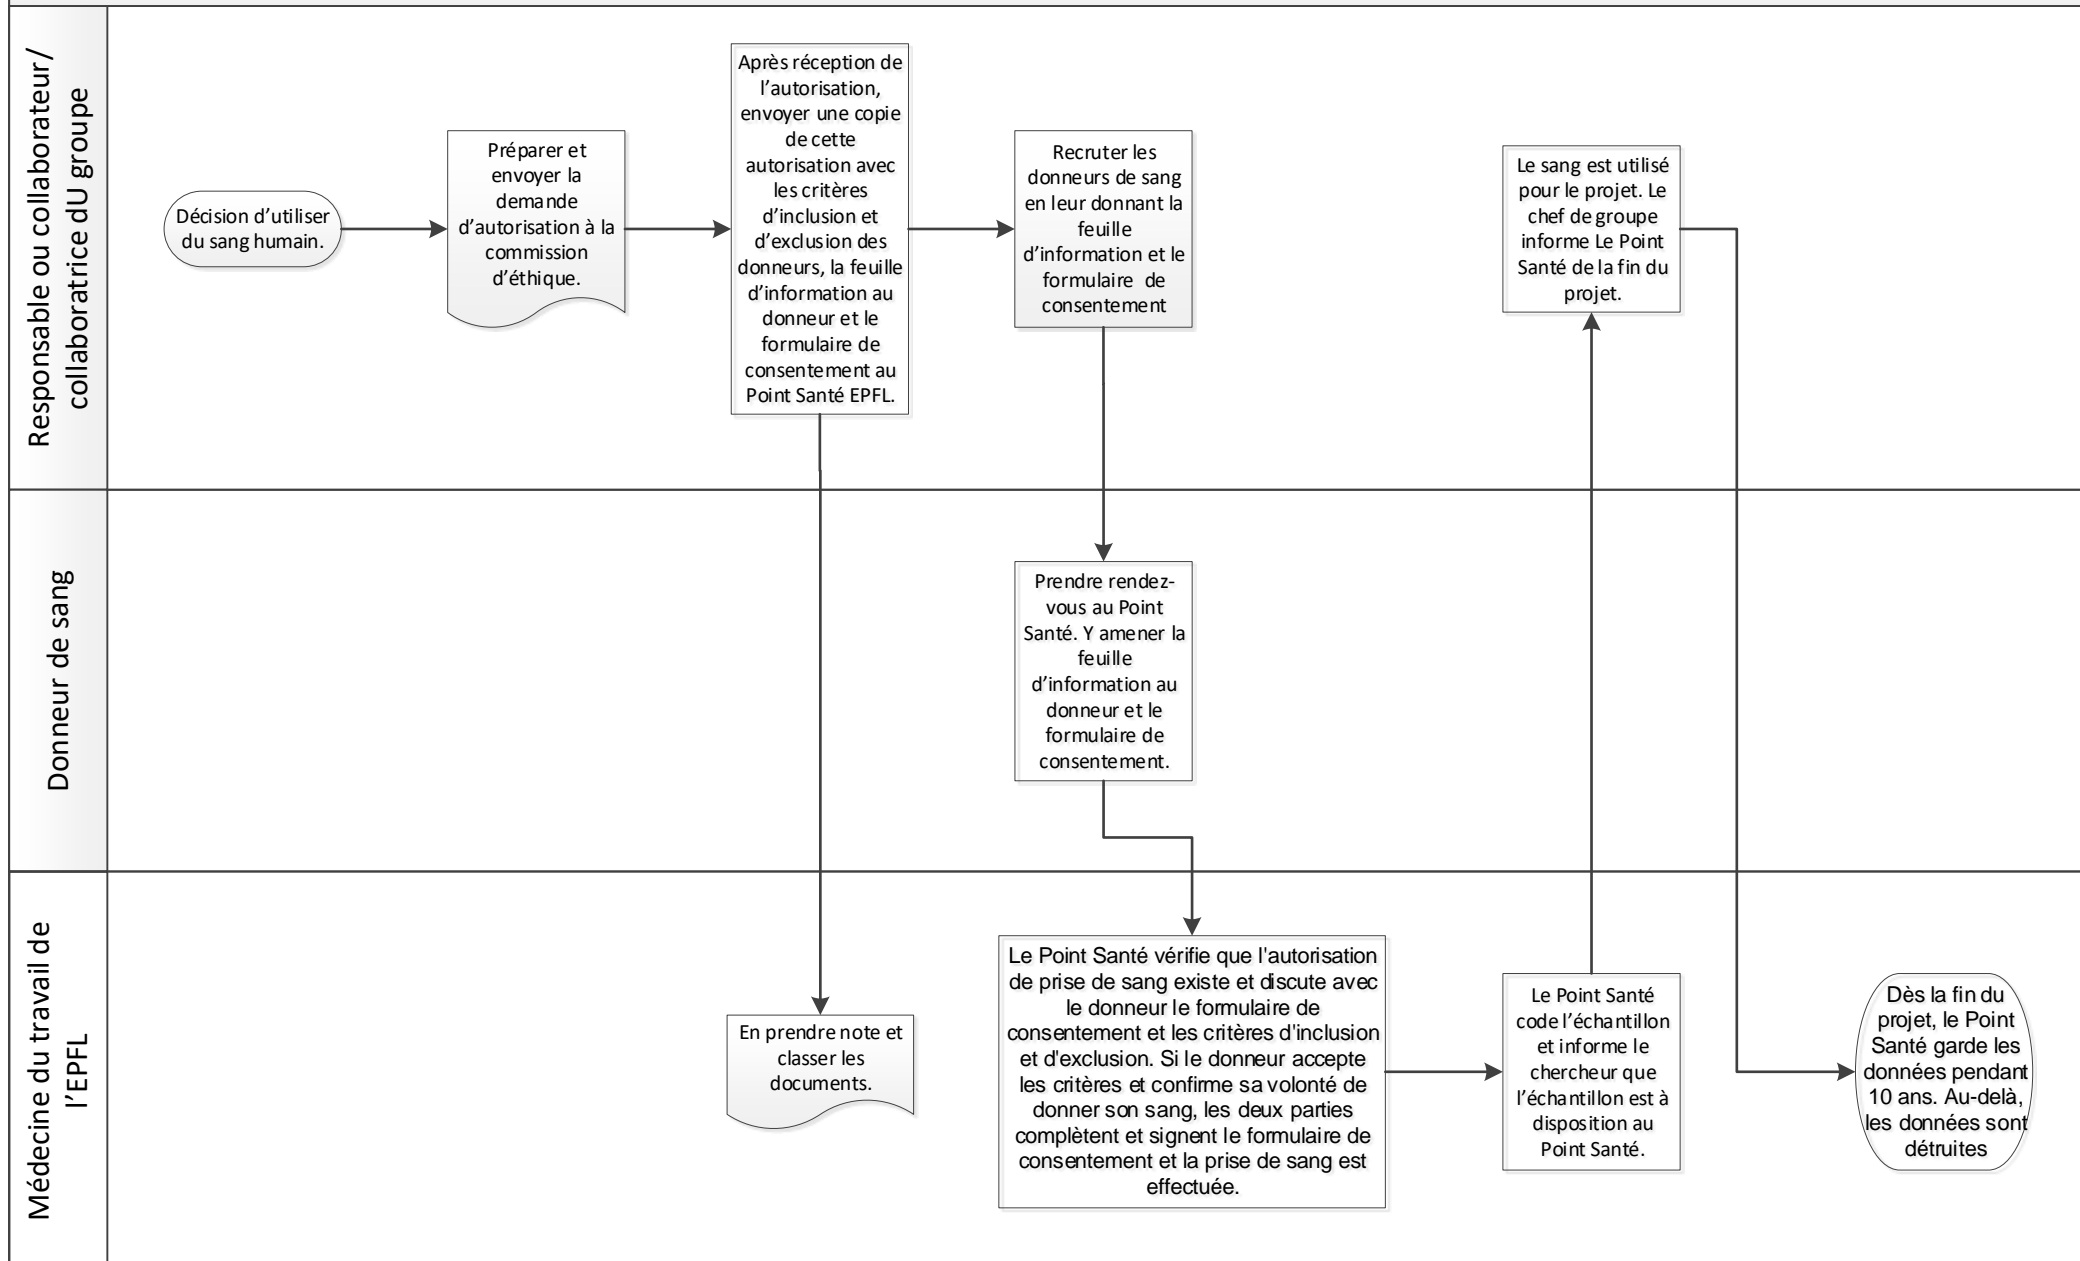 Responsable ou collaborateur/
collaboratrice dU groupe
Décision d’utiliser
du sang humain.
Préparer et
envoyer la
demande
d’autorisation à la
commission
d’éthique.
Après réception de
l’autorisation,
envoyer une copie
de cette
autorisation avec
les critères
d’inclusion et
d’exclusion des
donneurs, la feuille
d’information au
donneur et le
formulaire de
consentement au
Point Santé EPFL.
Recruter les
donneurs de sang
en leur donnant la
feuille
d’information et le
formulaire de
consentement
Le sang est utilisé
pour le projet. Le
chef de groupe
informe Le Point
Santé de la fin du
projet.
Donneur de sang
Prendre rendez-
vous au Point
Santé. Y amener la
feuille
d’information au
donneur et le
formulaire de
consentement.
Médecine du travail de
l’EPFL
En prendre note et
classer les
documents.
Le Point Santé vérifie que l'autorisation
de prise de sang existe et discute avec
le donneur le formulaire de
consentement et les critères d'inclusion
et d'exclusion. Si le donneur accepte
les critères et confirme sa volonté de
donner son sang, les deux parties
complètent et signent le formulaire de
consentement et la prise de sang est
effectuée.
Le Point Santé
code l’échantillon
et informe le
chercheur que
l’échantillon est à
disposition au
Point Santé.
Dès la fin du
projet, le Point
Santé garde les
données pendant
10 ans. Au-delà,
les données sont
détruites